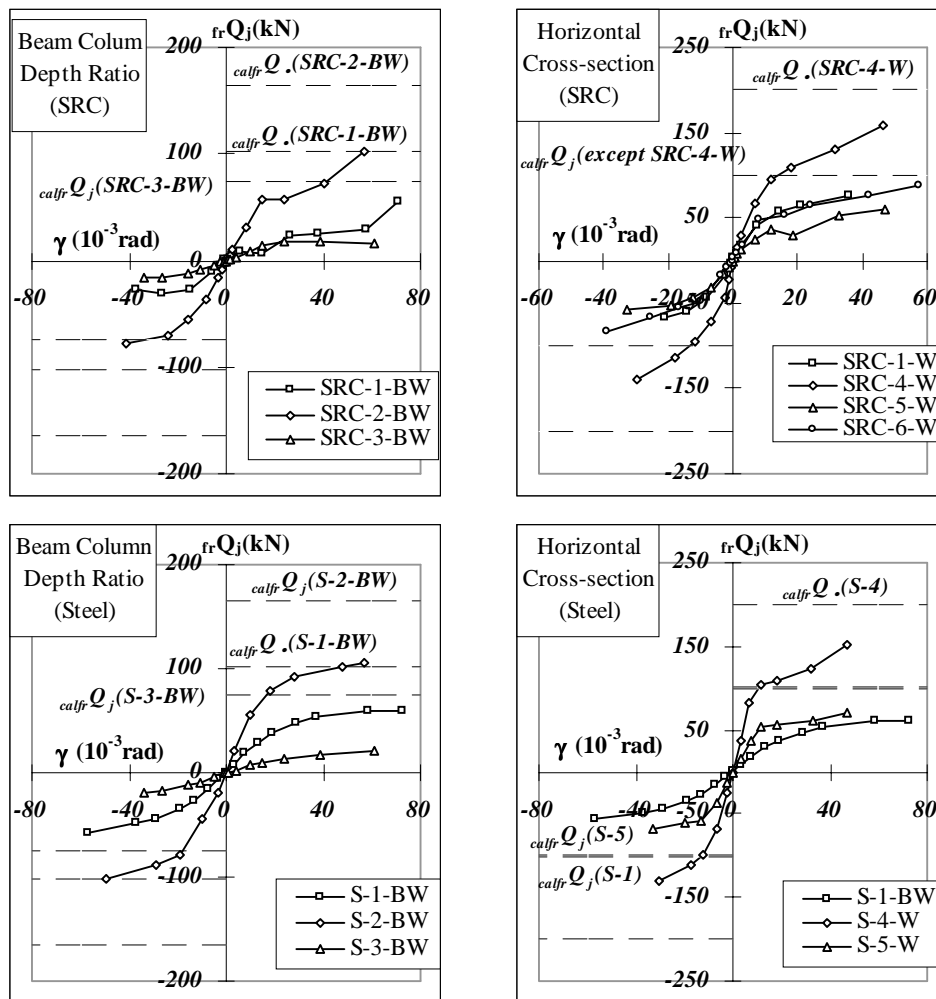 Beam Colum
Depth Ratio
(SRC)
frQj(kN)
200
calfrQ.(SRC-2-BW)
calfrQ.(SRC-1-BW)
100
calfrQj(SRC-3-BW)
γ (10-3rad)
0
-80 -40 0 40 80
-100
-200
SRC-1-BW
SRC-2-BW
SRC-3-BW
Horizontal
Cross-section
(SRC)
frQj(kN)
250
calfrQ.(SRC-4-W)
150
calfrQj(except SRC-4-W)
50
γ (10-3rad)
-60 -40 -20 0 20 40 60
-50
-150
-250
SRC-1-W
SRC-4-W
SRC-5-W
SRC-6-W
Beam Column
Depth Ratio
(Steel)
frQj(kN)
200
calfrQj(S-2-BW)
calfrQ.(S-1-BW)
100
calfrQj(S-3-BW)
γ (10-3rad)
0
-80 -40 0 40 80
-100
-200
S-1-BW
S-2-BW
S-3-BW
Horizontal
Cross-section
(Steel)
frQj(kN)
250
calfrQ.(S-4)
150
50
γ (10-3rad)
-80 -40 0 40 80
-50
calfrQj(S-5)
calfrQj(S-1)
-150
-250
S-1-BW
S-4-W
S-5-W